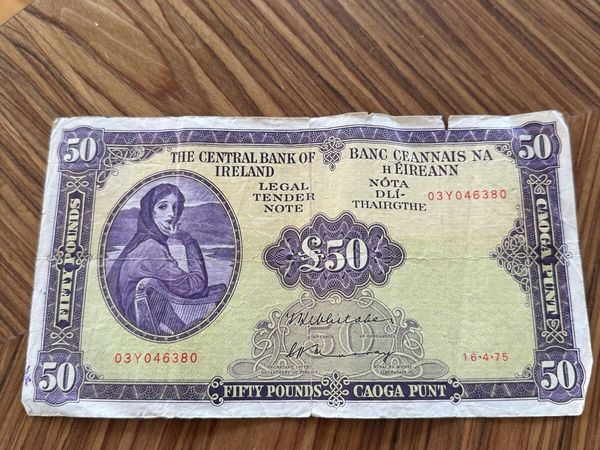 50
50
THE CENTRAL BANK OF
IRELAND
BANC CEANNAIS NA
H ÉIREANN
LEGAL
TENDER
NOTE
NÓTA
DLÍ-
THAIRGTHE
03Y046380
FIFTY POUNDS
CAOGA PUNT
£50
50
03Y046380
16·4·75
50
FIFTY POUNDS
CAOGA PUNT
50